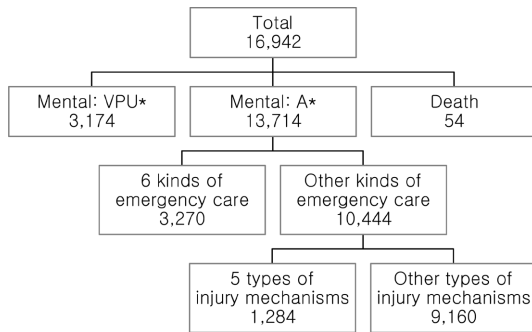 Total
16,942
Mental: VPU*
3,174
Mental: A*
13,714
Death
54
6 kinds of
emergency care
3,270
Other kinds of
emergency care
10,444
5 types of
injury mechanisms
1,284
Other types of
injury mechanisms
9,160